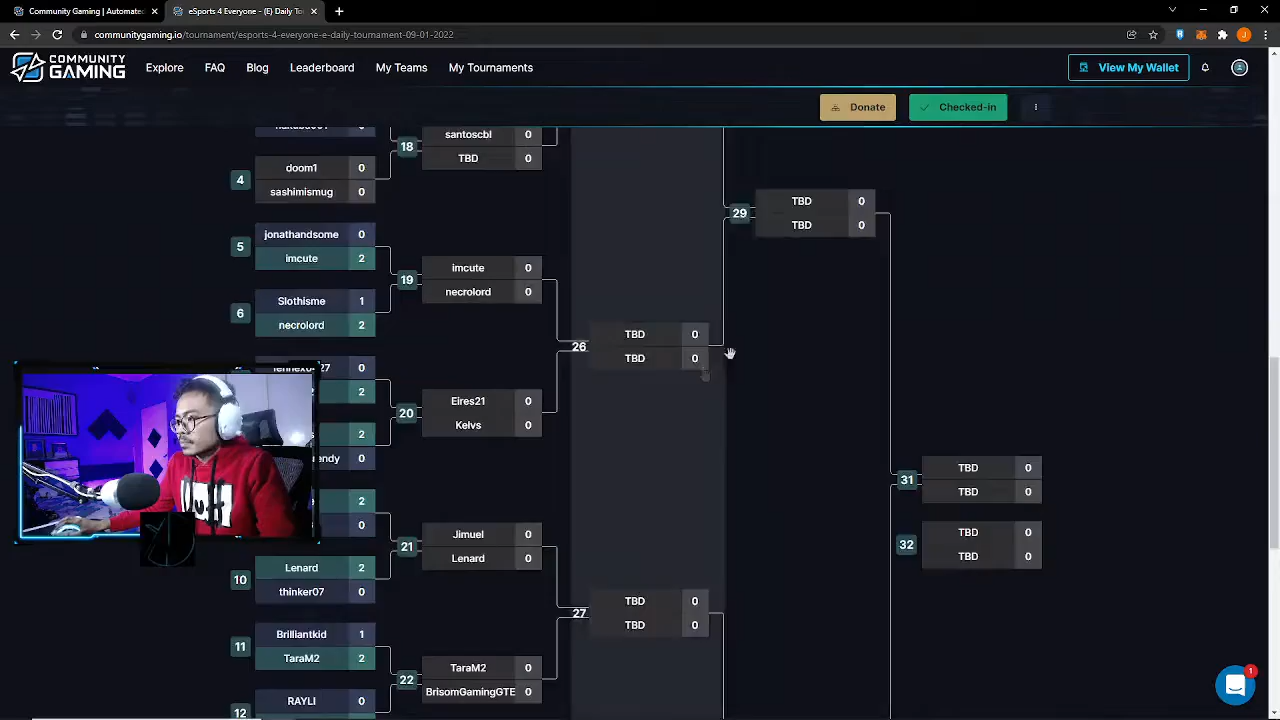 Community Gaming | Automate
eSports 4 Everyone - (E) Daily To
communitygaming.io/tournament/esports-4-everyone-e-daily-tournament-09-01-2022
J
COMMUNITY GAMING
Explore
FAQ
Blog
Leaderboard
My Teams
My Tournaments
View My Wallet
Donate
Checked-in
0
18
santoscbl 0
TBD 0
4
doom1 0
sashimismug 0
29
TBD 0
TBD 0
5
jonathandsome 0
imcute 2
19
imcute 0
necrolord 0
6
Slothisme 1
necrolord 2
26
TBD 0
TBD 0
27
2
20
Eires21 0
Kelvs 0
2
endy 0
31
TBD 0
TBD 0
2
0
21
0
Lenard 0
32
TBD 0
TBD 0
10
Lenard 2
thinker07 0
27
TBD 0
TBD 0
11
Brilliantkid 1
TaraM2 2
22
TaraM2 0
BrisomGamingGTE 0
12
RAYLI 0
1